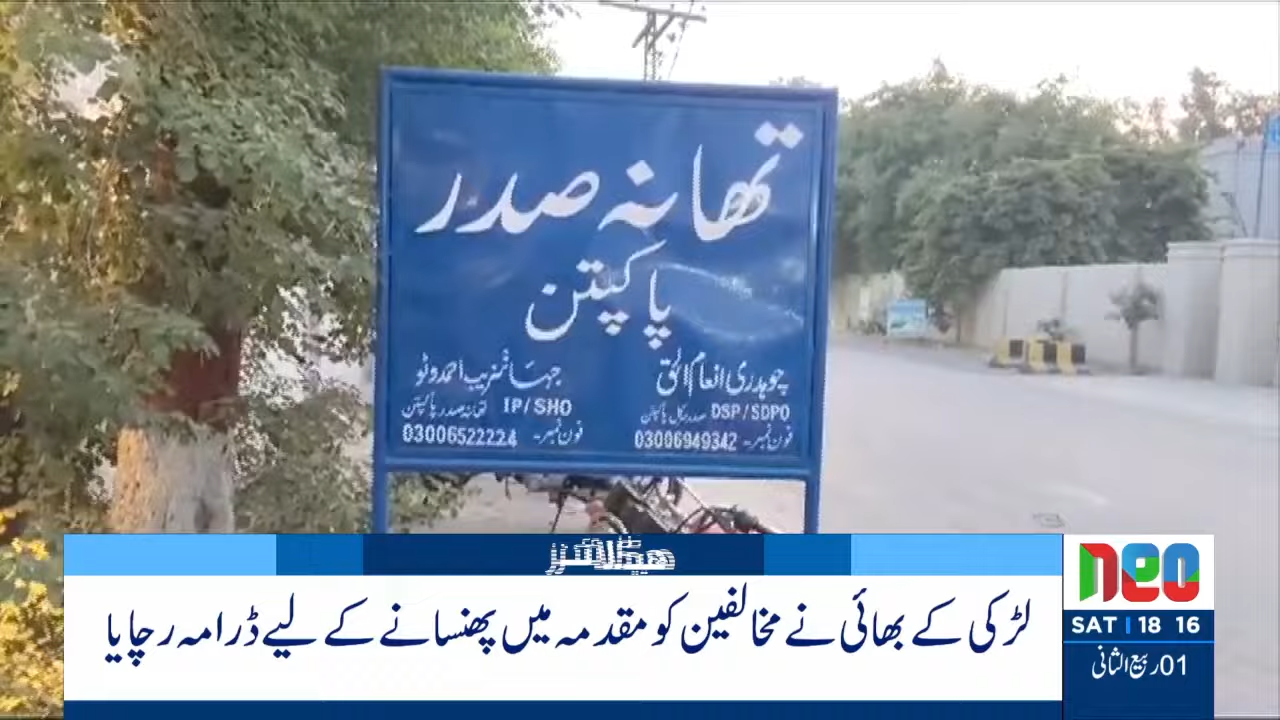 تھانہ صدر
پاکپتن
چوہدری انعام الحق
DSP/SDPO صدر سرکل پاکپتن
فون نمبر۔ 03006949342
جہانزیب احمد وٹو
IP/SHO تھانہ صدر پاکپتن
فون نمبر۔ 03006522224
ہیڈلائنز
لڑکی کے بھائی نے مخالفین کو مقدمہ میں پھنسانے کے لیے ڈرامہ رچایا
neo
SAT 18 16
01 ربیع الثانی